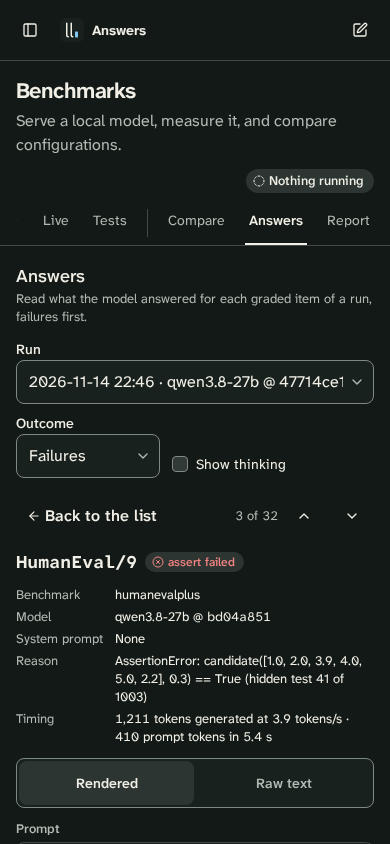 Answers
Benchmarks
Serve a local model, measure it, and compare
configurations.
Nothing running
Live Tests Compare Answers Report
Answers
Read what the model answered for each graded item of a run,
failures first.
Run
2026-11-14 22:46 · qwen3.8-27b @ 47714ce1
Outcome
Failures
Show thinking
← Back to the list 3 of 32
HumanEval/9 assert failed
Benchmark humanevalplus
Model qwen3.8-27b @ bd04a851
System prompt None
Reason AssertionError: candidate([1.0, 2.0, 3.9, 4.0,
5.0, 2.2], 0.3) == True (hidden test 41 of
1003)
Timing 1,211 tokens generated at 3.9 tokens/s ·
410 prompt tokens in 5.4 s
Rendered Raw text
Prompt